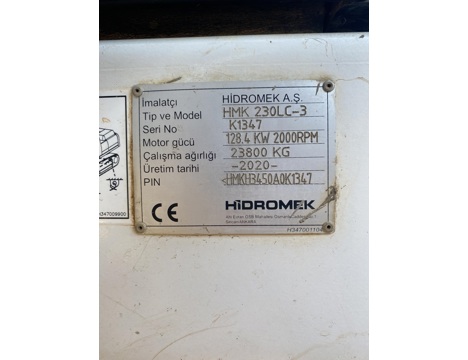 İmalatçı HİDROMEK A.Ş.
Tip ve Model HMK 230LC-3
Seri No K1347
Motor gücü 128.4 KW 2000RPM
Çalışma ağırlığı 23800 KG
Üretim tarihi -2020-
PIN HMKH3450A0K1347
CE HİDROMEK